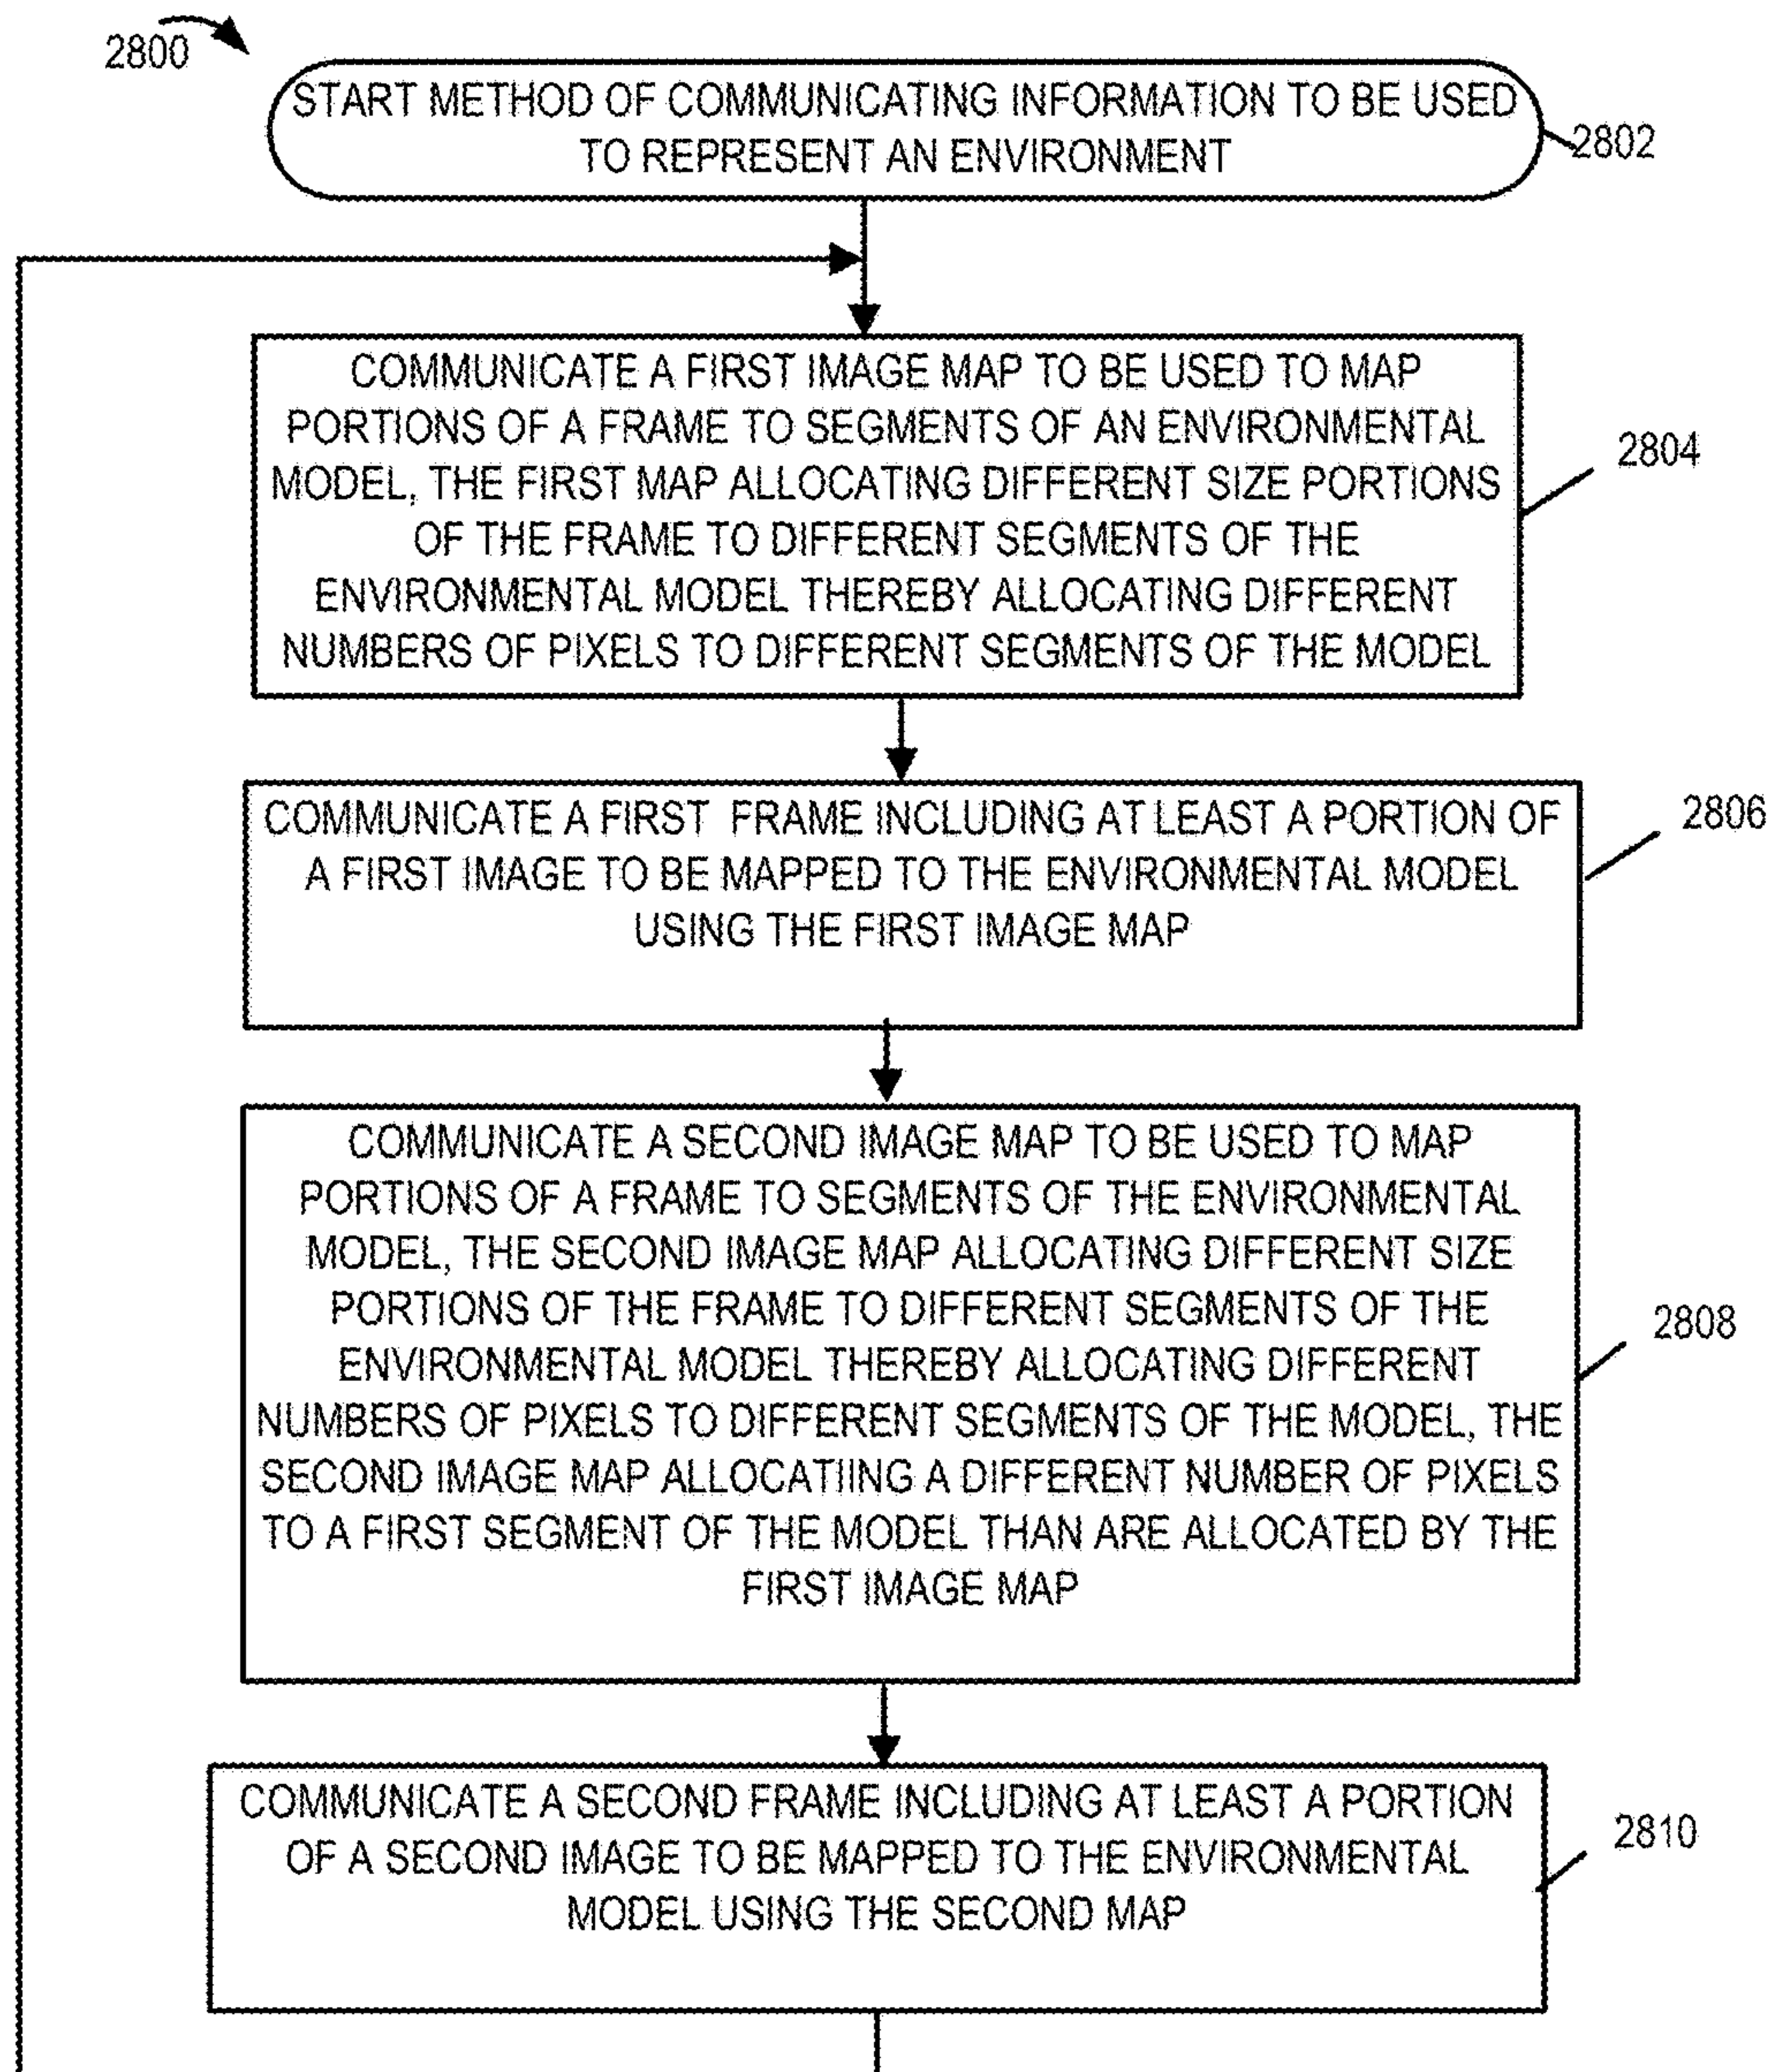 2800
START METHOD OF COMMUNICATING INFORMATION TO BE USED
TO REPRESENT AN ENVIRONMENT
2802
COMMUNICATE A FIRST IMAGE MAP TO BE USED TO MAP
PORTIONS OF A FRAME TO SEGMENTS OF AN ENVIRONMENTAL
MODEL, THE FIRST MAP ALLOCATING DIFFERENT SIZE PORTIONS
OF THE FRAME TO DIFFERENT SEGMENTS OF THE
ENVIRONMENTAL MODEL THEREBY ALLOCATING DIFFERENT
NUMBERS OF PIXELS TO DIFFERENT SEGMENTS OF THE MODEL
2804
COMMUNICATE A FIRST FRAME INCLUDING AT LEAST A PORTION OF
A FIRST IMAGE TO BE MAPPED TO THE ENVIRONMENTAL MODEL
USING THE FIRST IMAGE MAP
2806
COMMUNICATE A SECOND IMAGE MAP TO BE USED TO MAP
PORTIONS OF A FRAME TO SEGMENTS OF THE ENVIRONMENTAL
MODEL, THE SECOND IMAGE MAP ALLOCATING DIFFERENT SIZE
PORTIONS OF THE FRAME TO DIFFERENT SEGMENTS OF THE
ENVIRONMENTAL MODEL THEREBY ALLOCATING DIFFERENT
NUMBERS OF PIXELS TO DIFFERENT SEGMENTS OF THE MODEL, THE
SECOND IMAGE MAP ALLOCATIING A DIFFERENT NUMBER OF PIXELS
TO A FIRST SEGMENT OF THE MODEL THAN ARE ALLOCATED BY THE
FIRST IMAGE MAP
2808
COMMUNICATE A SECOND FRAME INCLUDING AT LEAST A PORTION
OF A SECOND IMAGE TO BE MAPPED TO THE ENVIRONMENTAL
MODEL USING THE SECOND MAP
2810